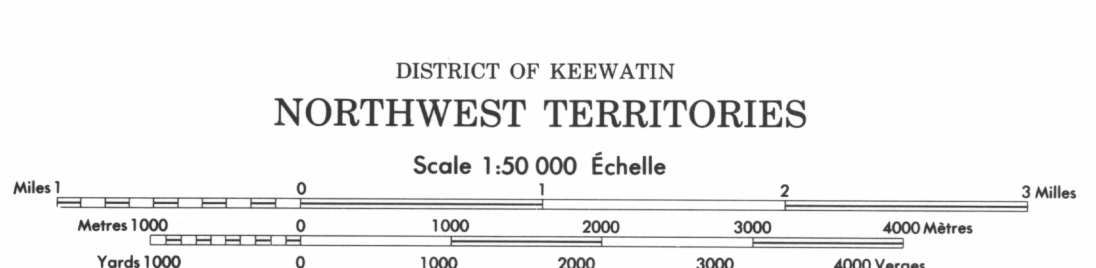 DISTRICT OF KEEWATIN
NORTHWEST TERRITORIES
Scale 1:50 000 Échelle
Miles 1 0 1 2 3 Milles
Metres 1000 0 1000 2000 3000 4000 Mètres
Yards 1000 0 1000 2000 3000 4000 Verges